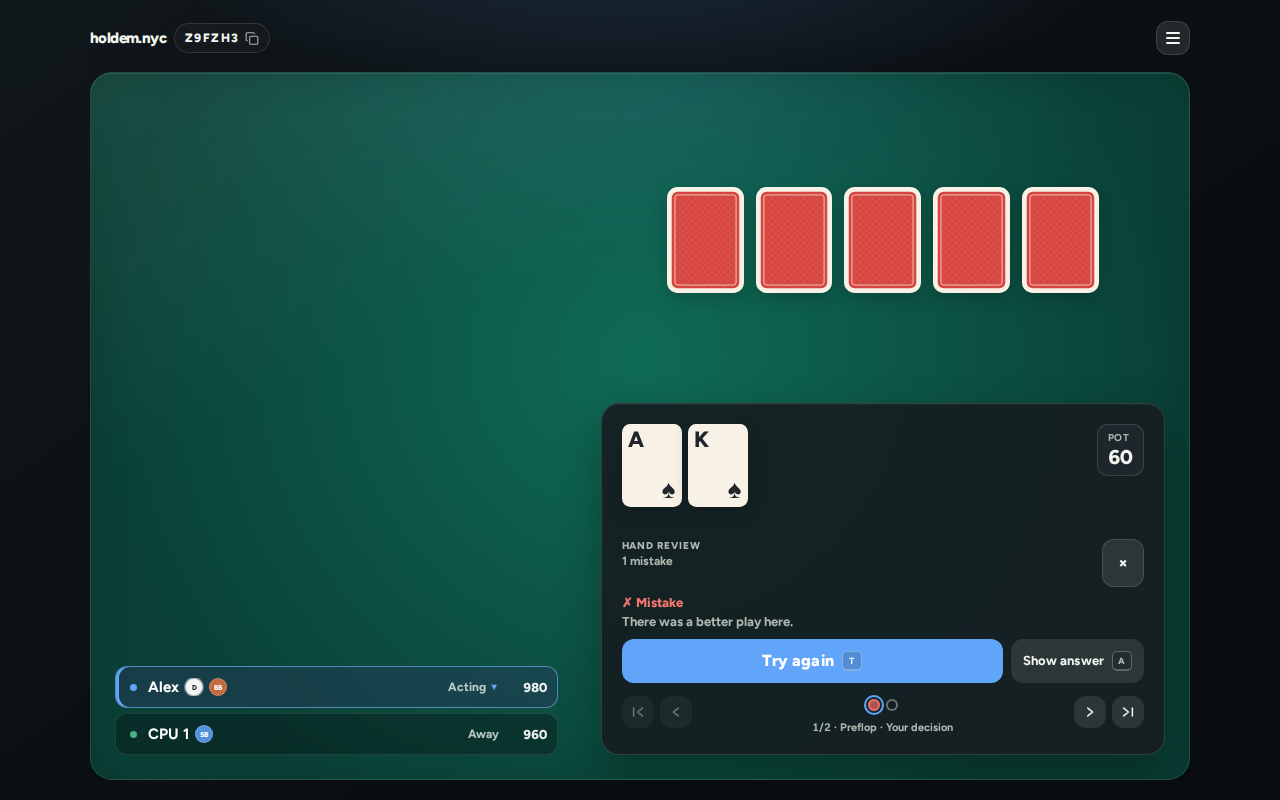 holdem.nyc Z9FZH3
A K POT 60
HAND REVIEW
1 mistake
×
✗ Mistake
There was a better play here.
Try again T Show answer A
1/2 · Preflop · Your decision
Alex D BB Acting ▼ 980
CPU 1 SB Away 960